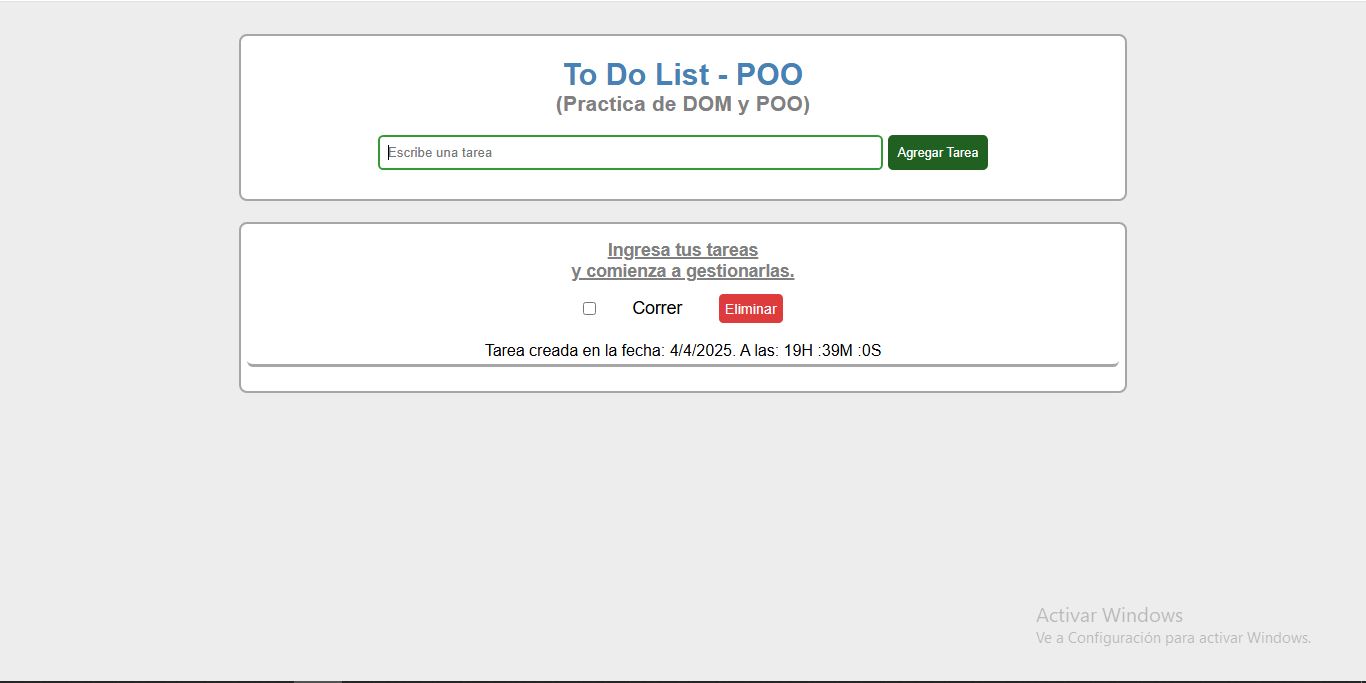 To Do List - POO
(Practica de DOM y POO)
Escribe una tarea Agregar Tarea
Ingresa tus tareas
y comienza a gestionarlas.
Correr Eliminar
Tarea creada en la fecha: 4/4/2025. A las: 19H :39M :0S
Activar Windows
Ve a Configuración para activar Windows.